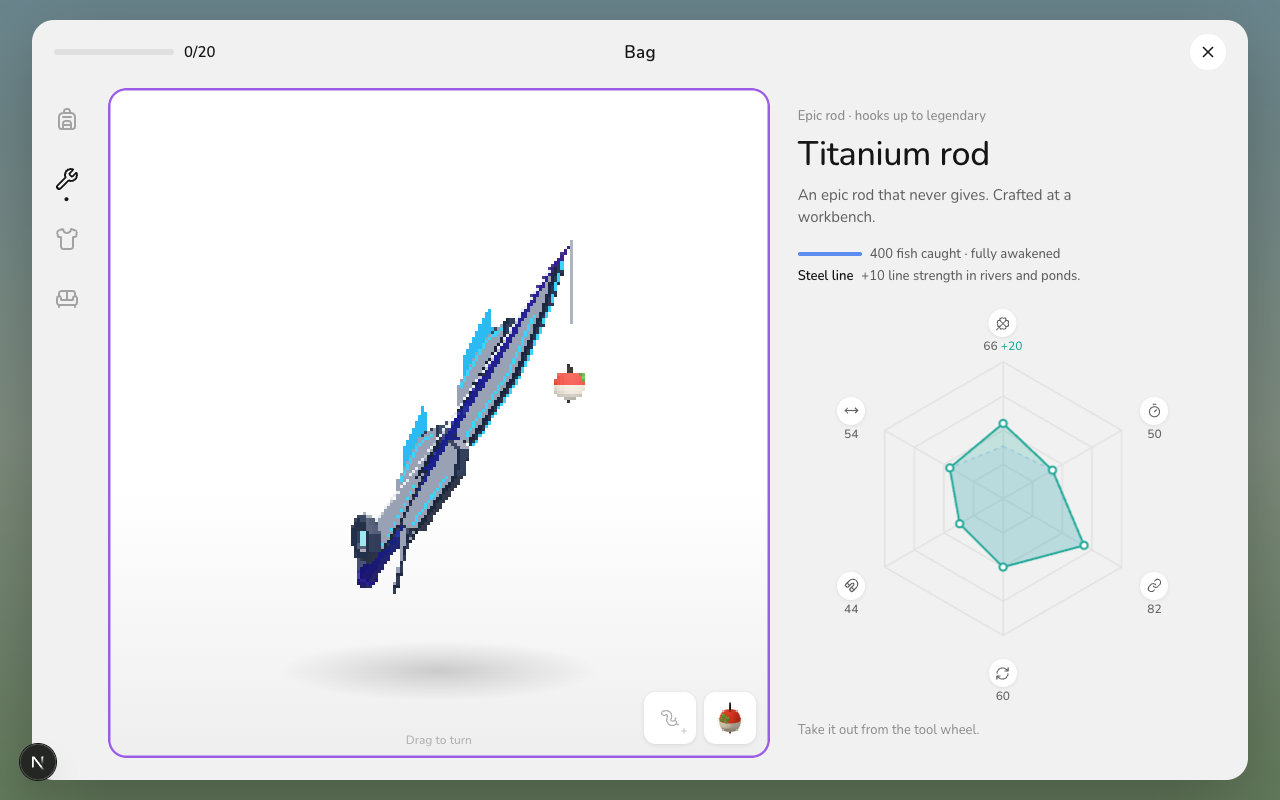 0/20
Bag
Epic rod · hooks up to legendary
Titanium rod
An epic rod that never gives. Crafted at a
workbench.
400 fish caught · fully awakened
Steel line +10 line strength in rivers and ponds.
66 +20
54
50
44
82
60
Drag to turn
Take it out from the tool wheel.
N